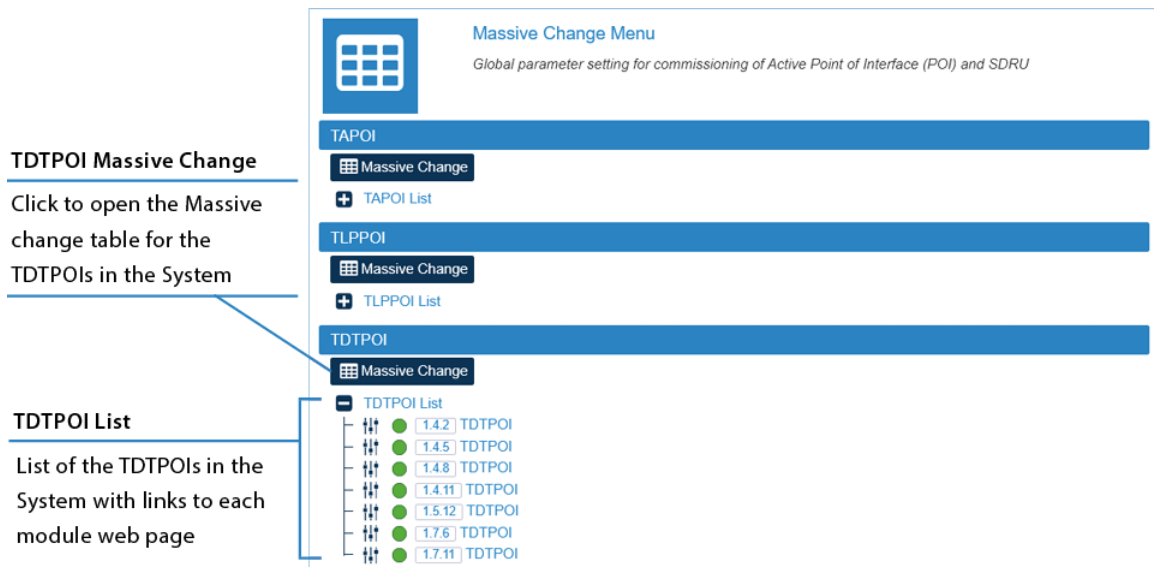 Massive Change Menu
Global parameter setting for commissioning of Active Point of Interface (POI) and SDRU
TAPOI
Massive Change
TAPOI List
TLPPOI
Massive Change
TLPPOI List
TDTPOI
Massive Change
TDTPOI List
1.4.2 TDTPOI
1.4.5 TDTPOI
1.4.8 TDTPOI
1.4.11 TDTPOI
1.5.12 TDTPOI
1.7.6 TDTPOI
1.7.11 TDTPOI
TDTPOI Massive Change
Click to open the Massive
change table for the
TDTPOIs in the System
TDTPOI List
List of the TDTPOIs in the
System with links to each
module web page